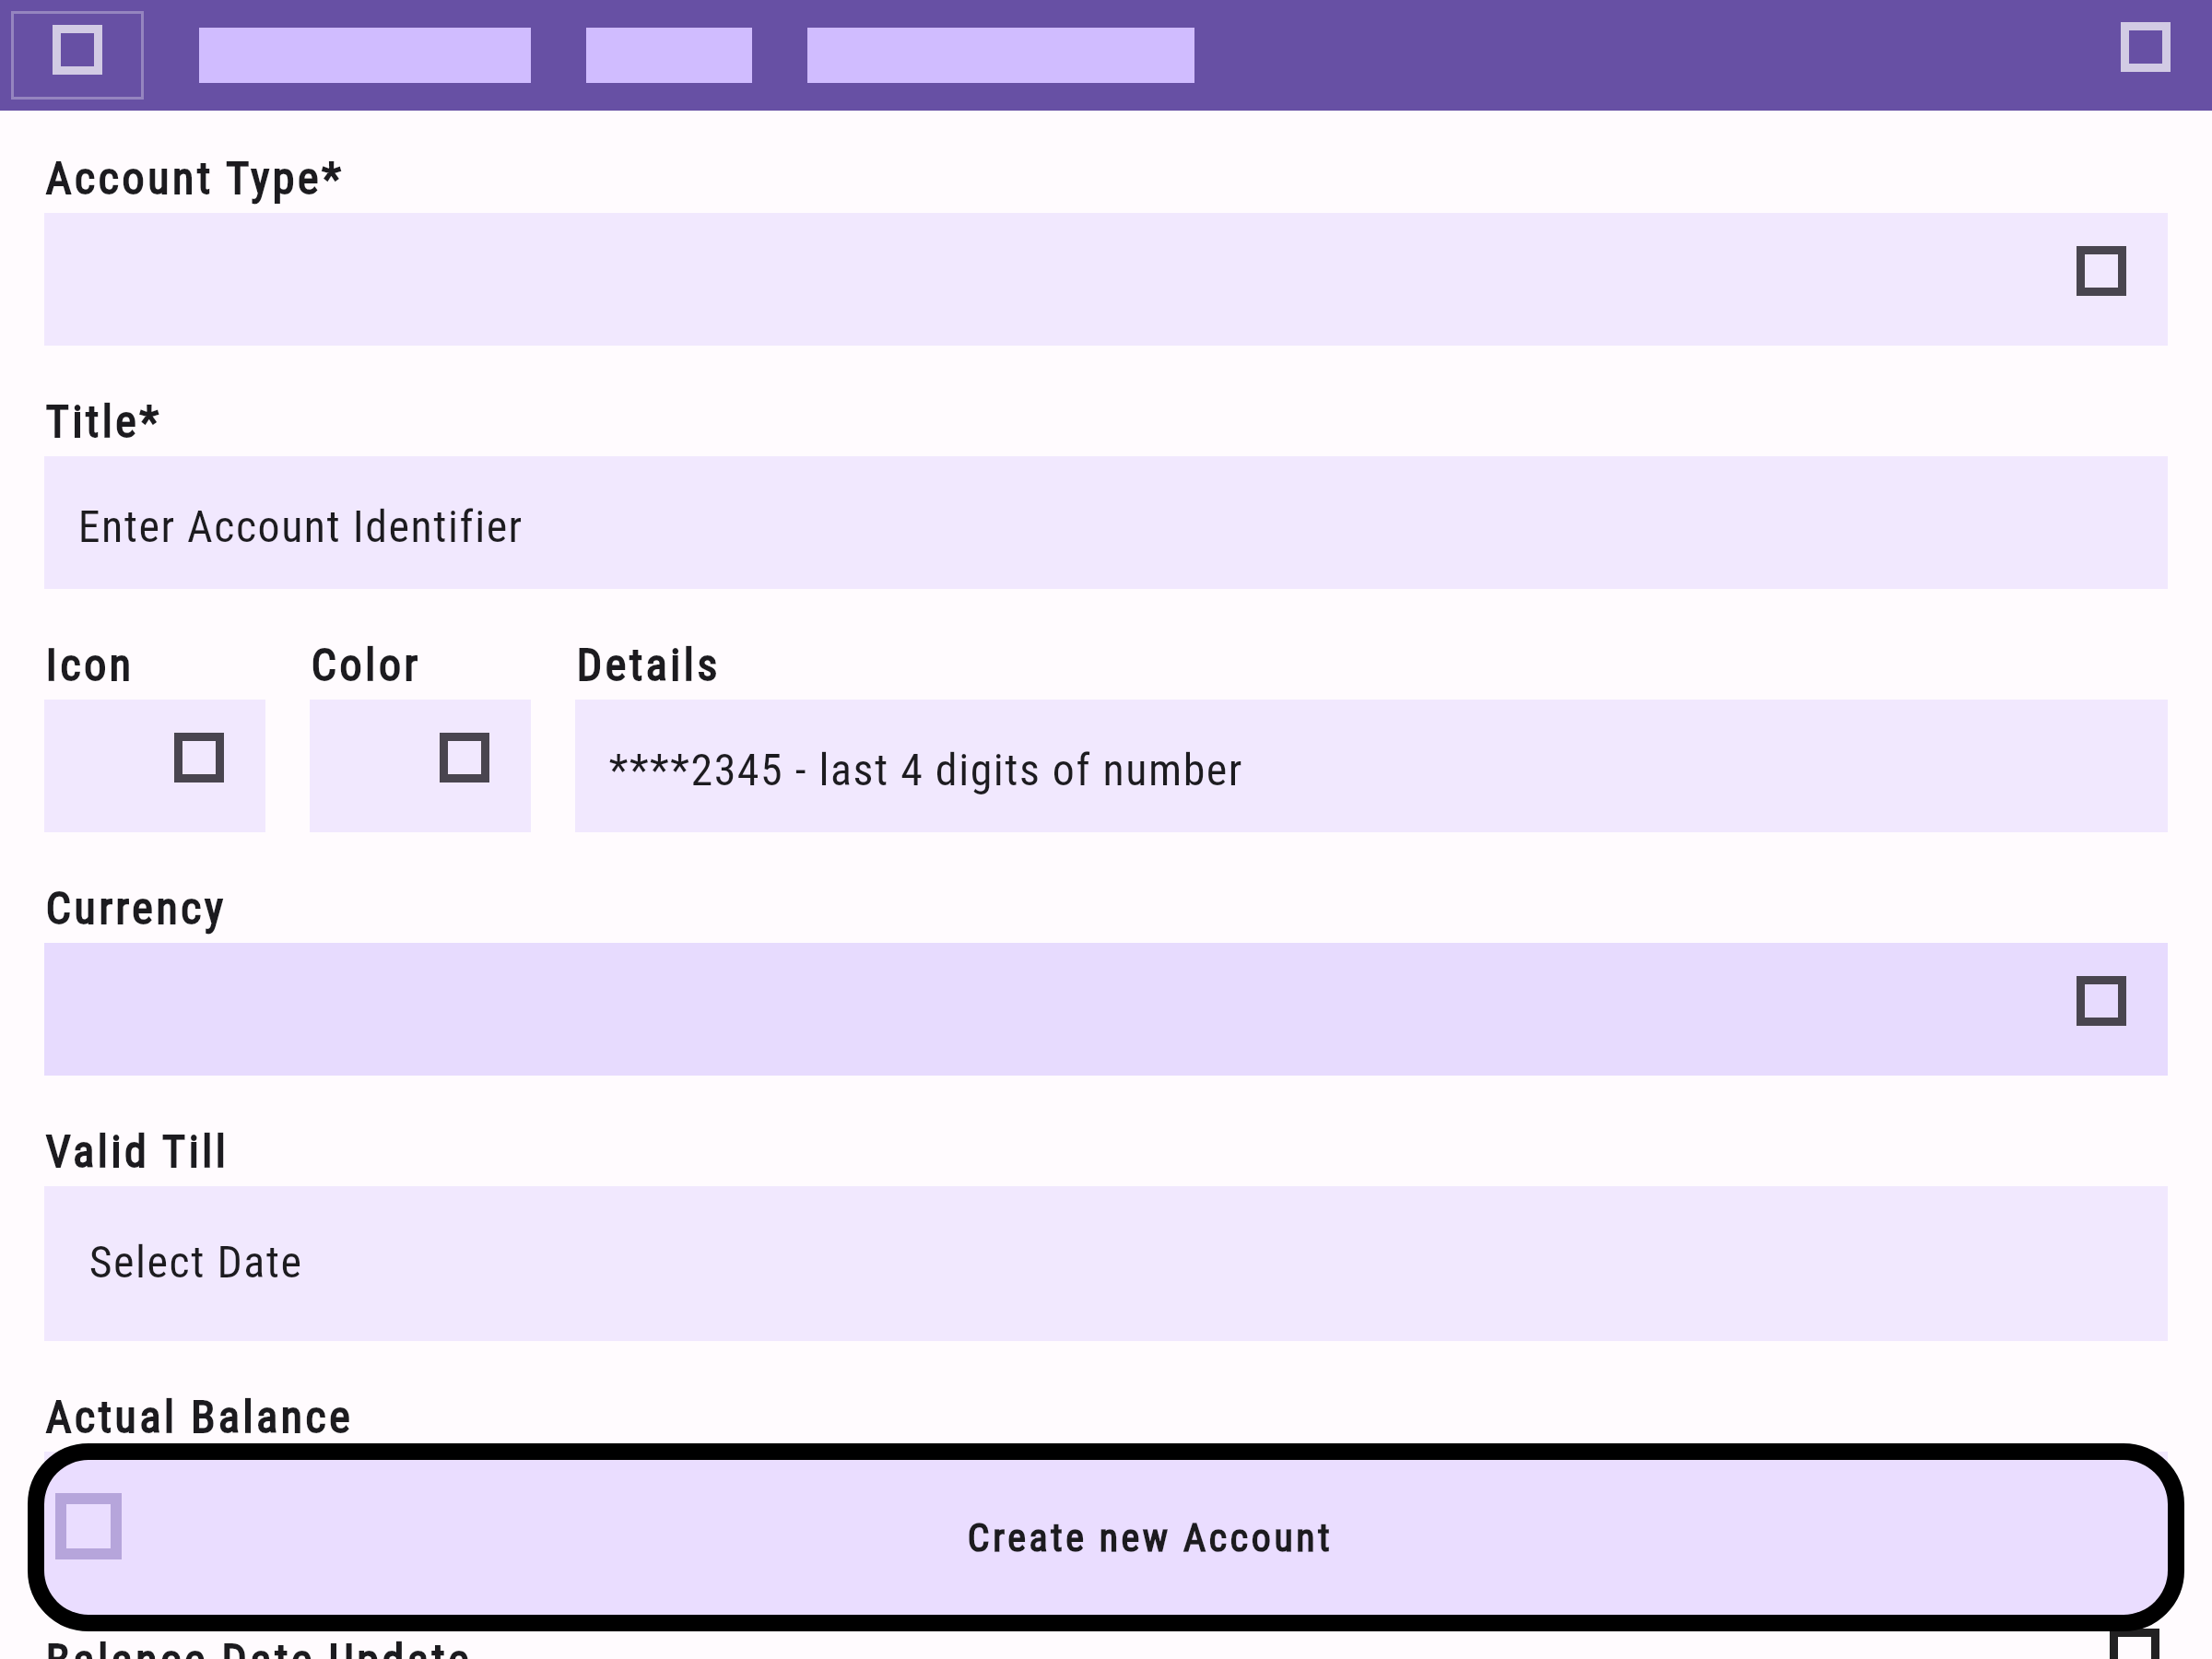 Account Type*
Title*
Enter Account Identifier
Icon Color Details
****2345 - last 4 digits of number
Currency
Valid Till
Select Date
Actual Balance
Create new Account
Balance Date Update